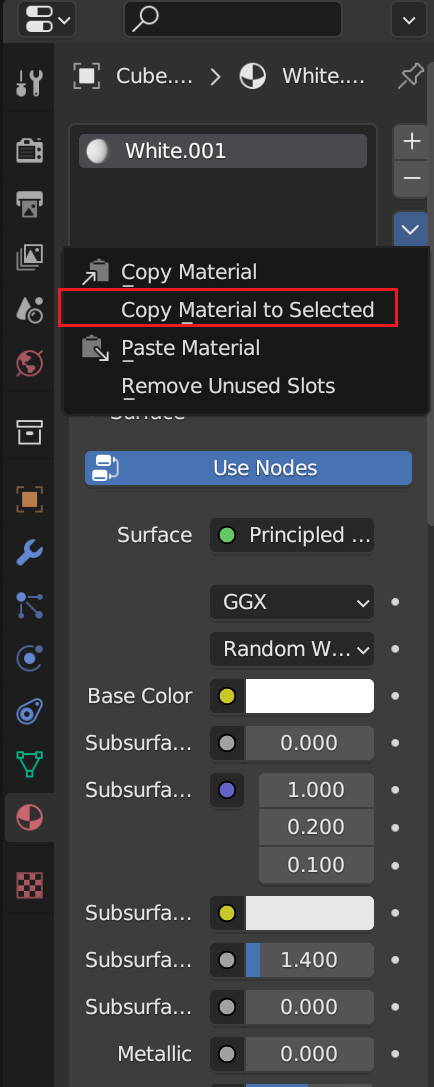 Cube.... > White....
White.001
Copy Material
Copy Material to Selected
Paste Material
Remove Unused Slots
Surface
Use Nodes
Surface Principled ...
GGX
Random W...
Base Color
Subsurfa... 0.000
Subsurfa... 1.000
0.200
0.100
Subsurfa...
Subsurfa... 1.400
Subsurfa... 0.000
Metallic 0.000